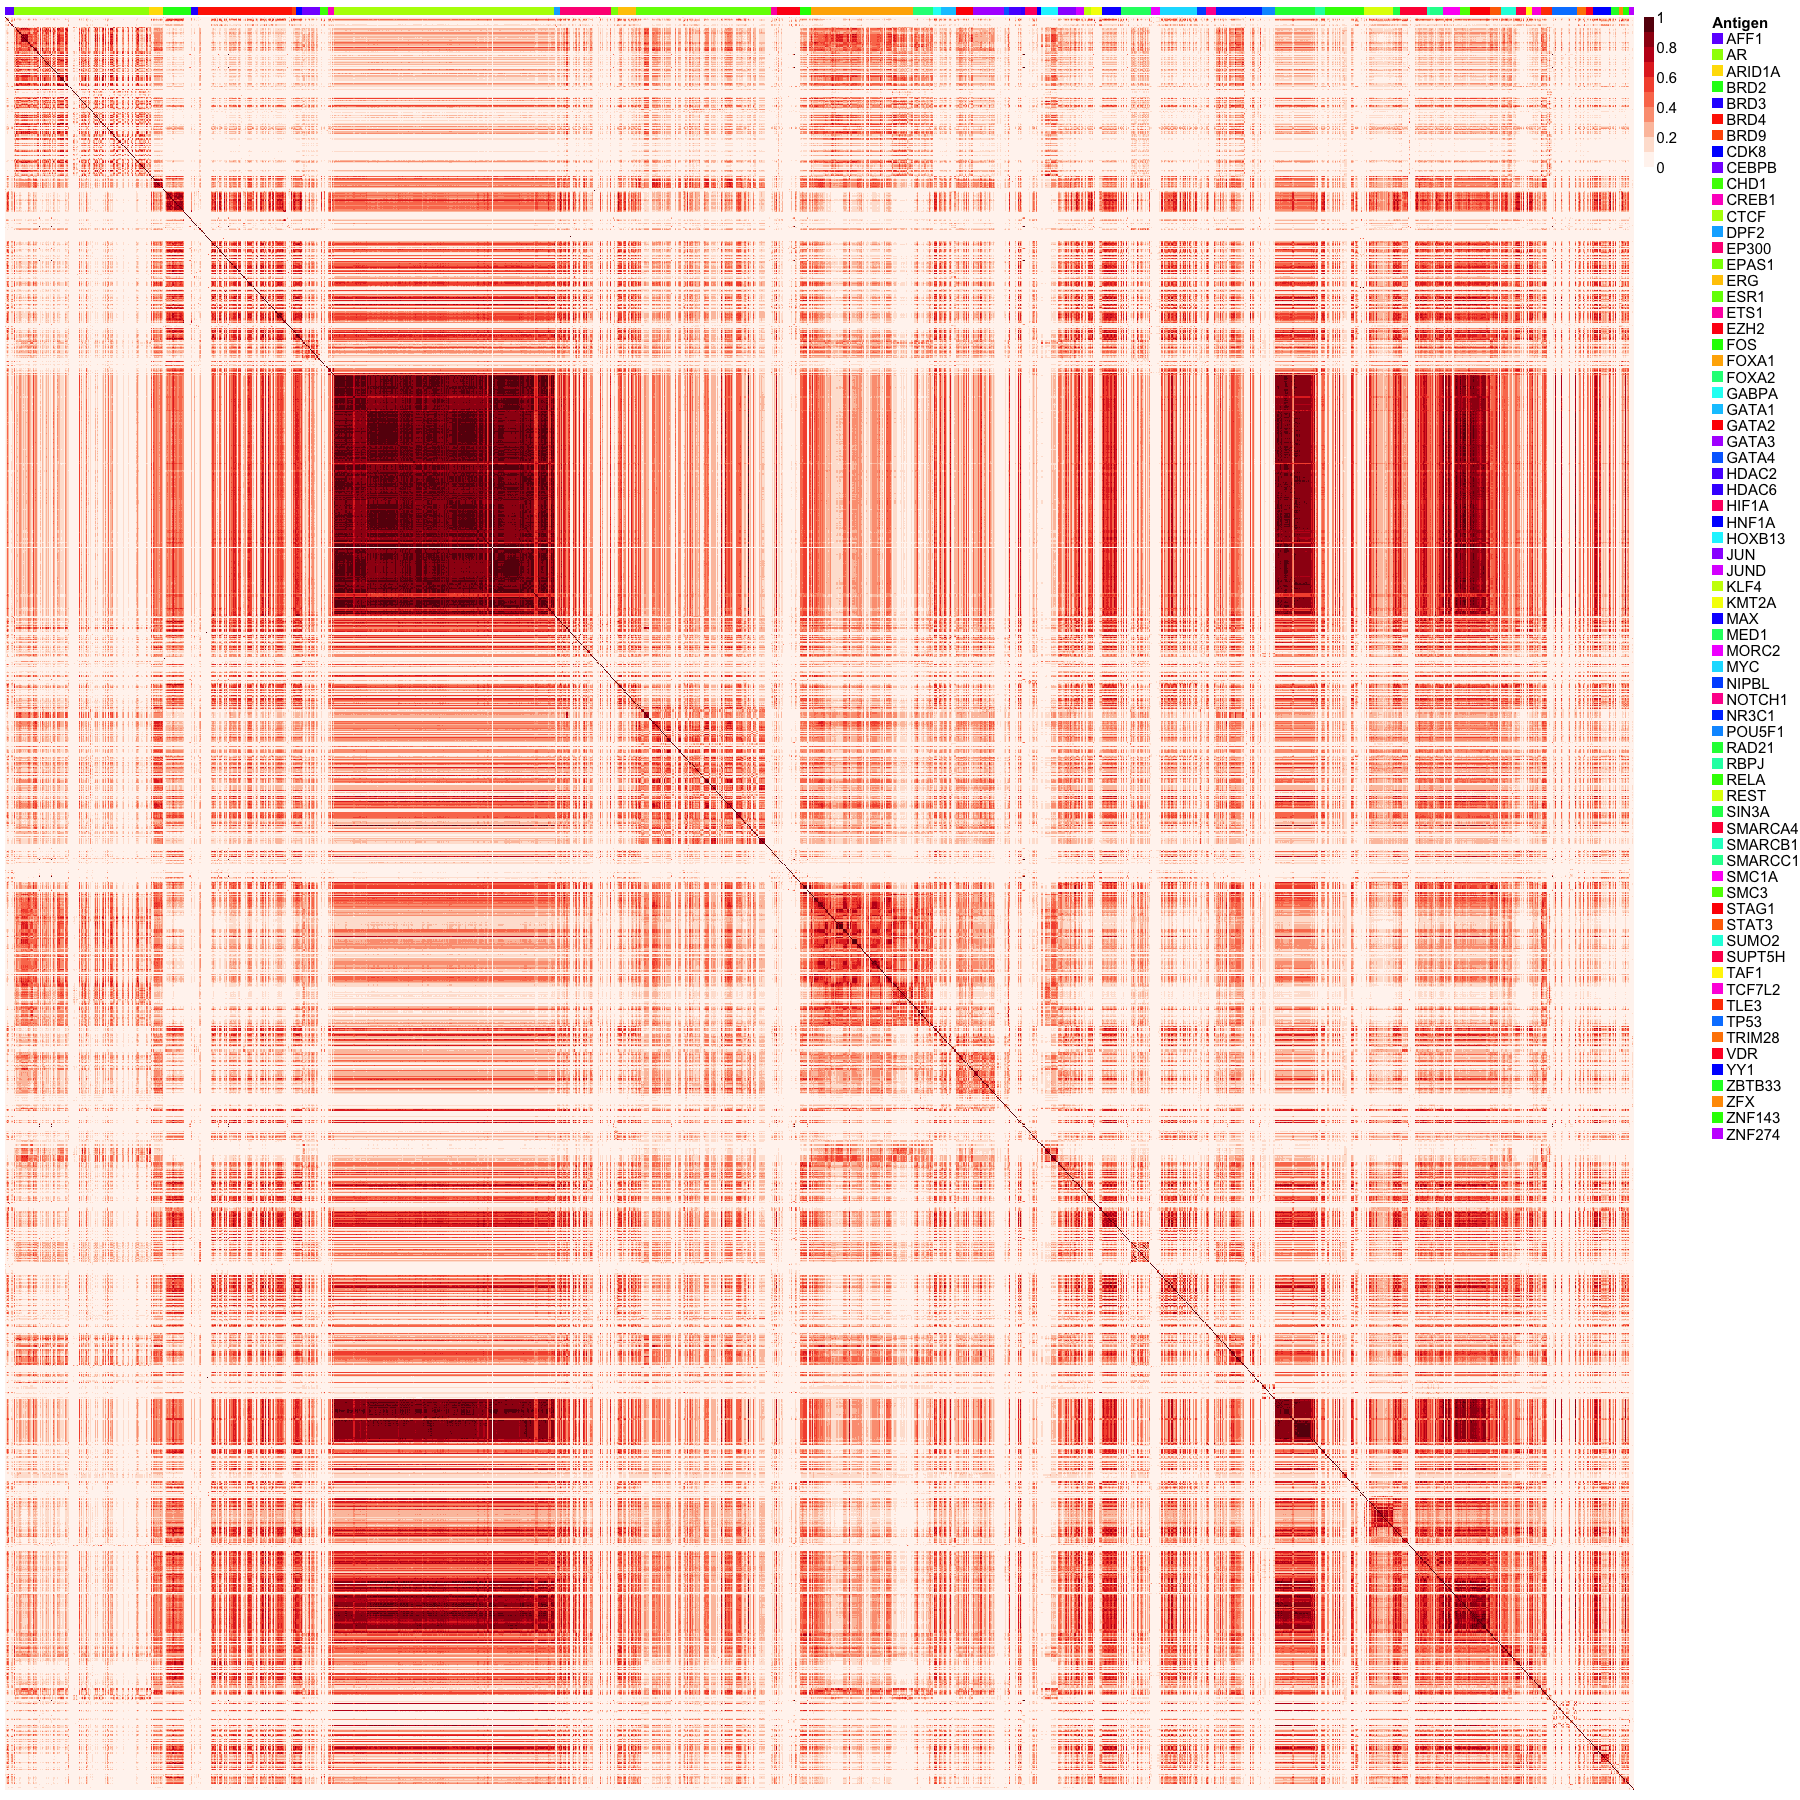 1
0.8
0.6
0.4
0.2
0
Antigen
AFF1
AR
ARID1A
BRD2
BRD3
BRD4
BRD9
CDK8
CEBPB
CHD1
CREB1
CTCF
DPF2
EP300
EPAS1
ERG
ESR1
ETS1
EZH2
FOS
FOXA1
FOXA2
GABPA
GATA1
GATA2
GATA3
GATA4
HDAC2
HDAC6
HIF1A
HNF1A
HOXB13
JUN
JUND
KLF4
KMT2A
MAX
MED1
MORC2
MYC
NIPBL
NOTCH1
NR3C1
POU5F1
RAD21
RBPJ
RELA
REST
SIN3A
SMARCA4
SMARCB1
SMARCC1
SMC1A
SMC3
STAG1
STAT3
SUMO2
SUPT5H
TAF1
TCF7L2
TLE3
TP53
TRIM28
VDR
YY1
ZBTB33
ZFX
ZNF143
ZNF274